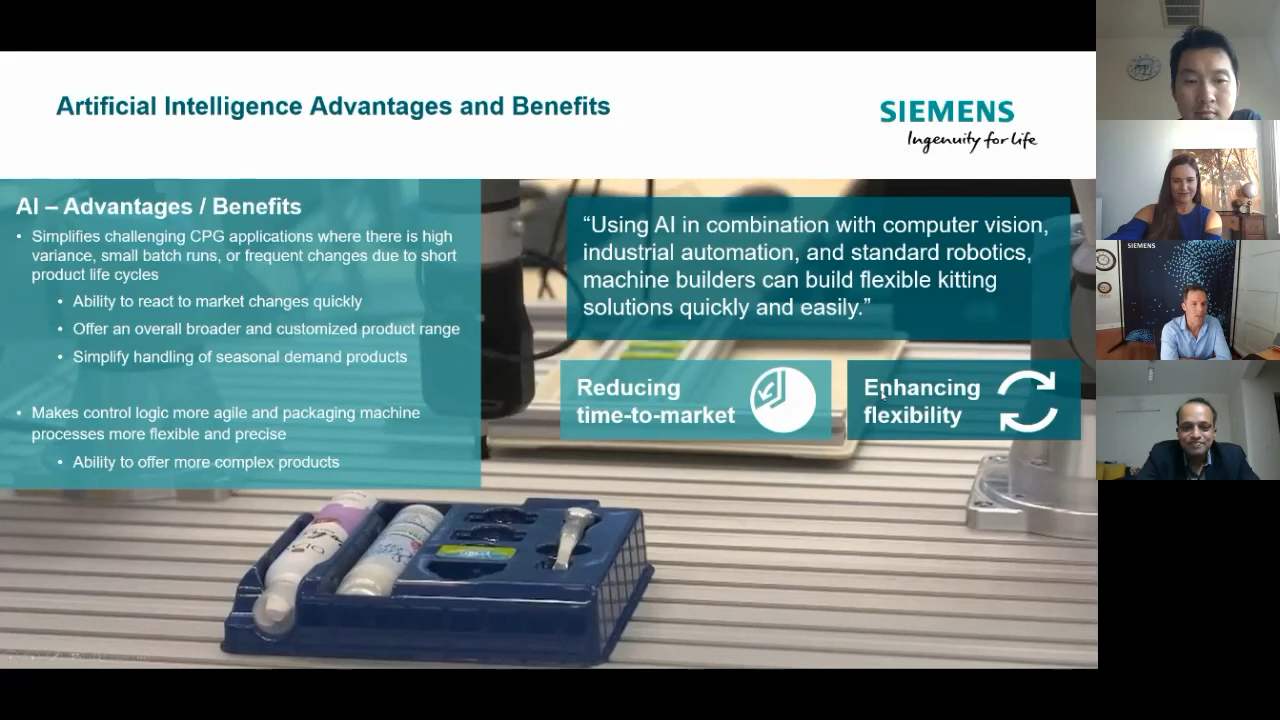 Artificial Intelligence Advantages and Benefits
SIEMENS
Ingenuity for life
AI – Advantages / Benefits
• Simplifies challenging CPG applications where there is high
variance, small batch runs, or frequent changes due to short
product life cycles
• Ability to react to market changes quickly
• Offer an overall broader and customized product range
• Simplify handling of seasonal demand products
• Makes control logic more agile and packaging machine
processes more flexible and precise
• Ability to offer more complex products
“Using AI in combination with computer vision,
industrial automation, and standard robotics,
machine builders can build flexible kitting
solutions quickly and easily.”
Reducing
time-to-market
Enhancing
flexibility
SIEMENS